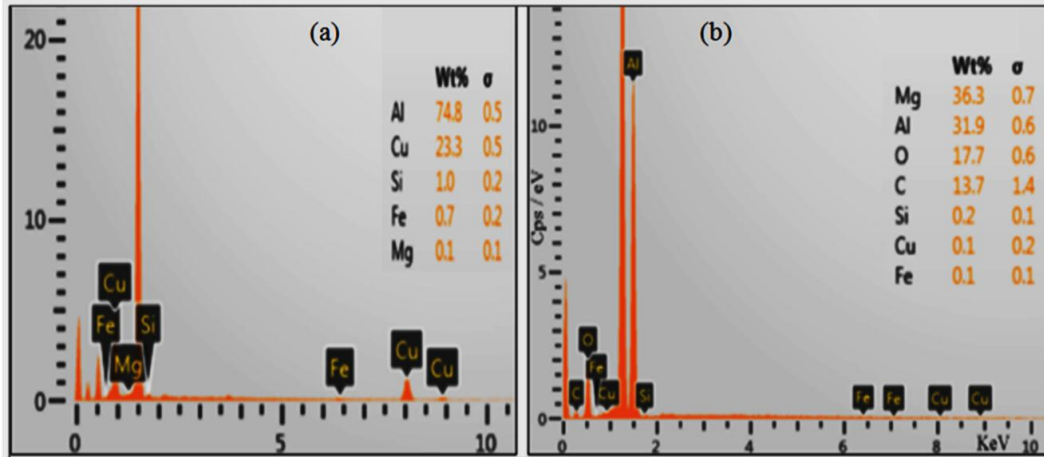 (a)
20
10
0
0 5 10
Wt% σ
Al 74.8 0.5
Cu 23.3 0.5
Si 1.0 0.2
Fe 0.7 0.2
Mg 0.1 0.1
Cu
Fe Si
Mg
Fe Cu Cu
(b)
Cps / eV
10
5
0
0 2 4 6 8 KeV 10
Wt% σ
Mg 36.3 0.7
Al 31.9 0.6
O 17.7 0.6
C 13.7 1.4
Si 0.2 0.1
Cu 0.1 0.2
Fe 0.1 0.1
Al
O
Fe
C Cu Si Fe Fe Cu Cu